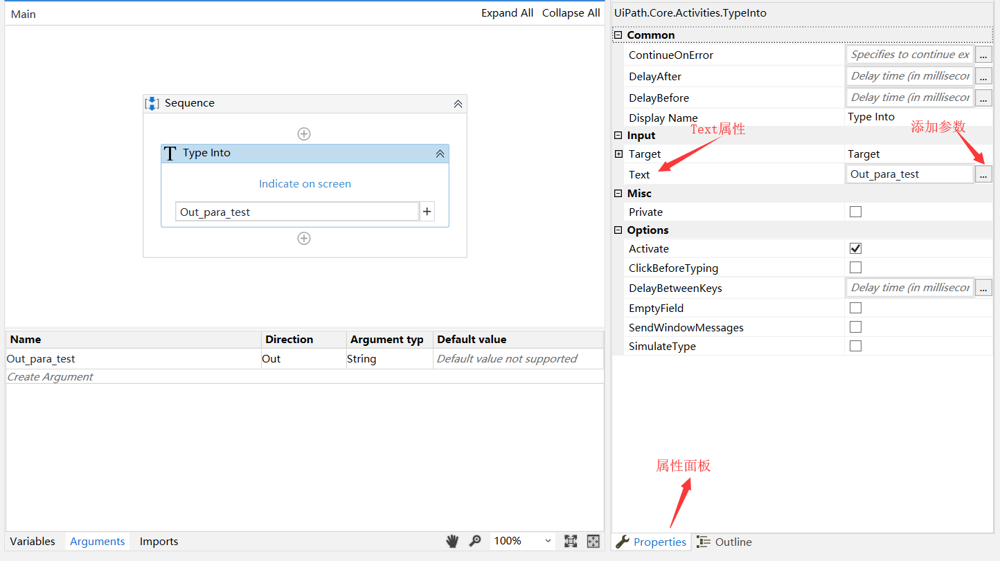 Main
Expand All Collapse All
Sequence
T Type Into
Indicate on screen
Out_para_test +
Name Direction Argument typ Default value
Out_para_test Out String Default value not supported
Create Argument
Variables Arguments Imports
100%
UiPath.Core.Activities.TypeInto
Common
ContinueOnError Specifies to continue ex ...
DelayAfter Delay time (in millisecor ...
DelayBefore Delay time (in millisecor ...
Display Name Type Into
Text属性
添加参数
Input
Target Target
Text Out_para_test ...
Misc
Private
Options
Activate
ClickBeforeTyping
DelayBetweenKeys Delay time (in millisecor ...
EmptyField
SendWindowMessages
SimulateType
属性面板
Properties Outline